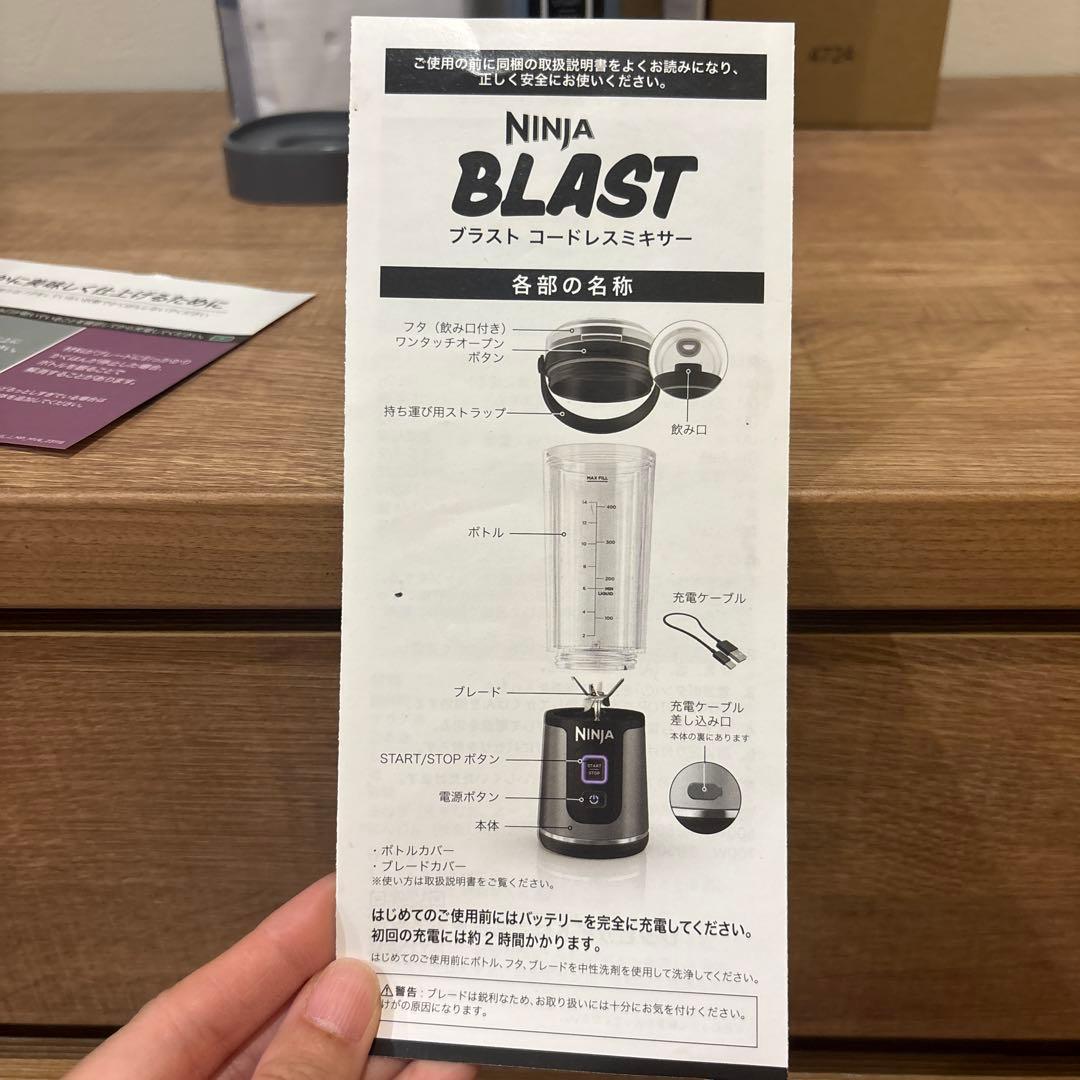 4724
ご使用の前に同梱の取扱説明書をよくお読みになり、
正しく安全にお使いください。
NINJA
BLAST
ブラスト コードレスミキサー
各部の名称
フタ（飲み口付き）
ワンタッチオープン
ボタン
持ち運び用ストラップ
飲み口
MAX FILL
14
400
12
10
300
8
200
6
MIN
LIQUID
4
100
2
ボトル
充電ケーブル
ブレード
充電ケーブル
差し込み口
本体の裏にあります
NINJA
START/STOP ボタン
START
STOP
電源ボタン
本体
・ボトルカバー
・ブレードカバー
※使い方は取扱説明書をご覧ください。
はじめてのご使用前にはバッテリーを完全に充電してください。
初回の充電には約2時間かかります。
はじめてのご使用前にボトル、フタ、ブレードを中性洗剤を使用して洗浄してください。
警告：ブレードは鋭利なため、お取り扱いには十分にお気を付けください。
けがの原因になります。